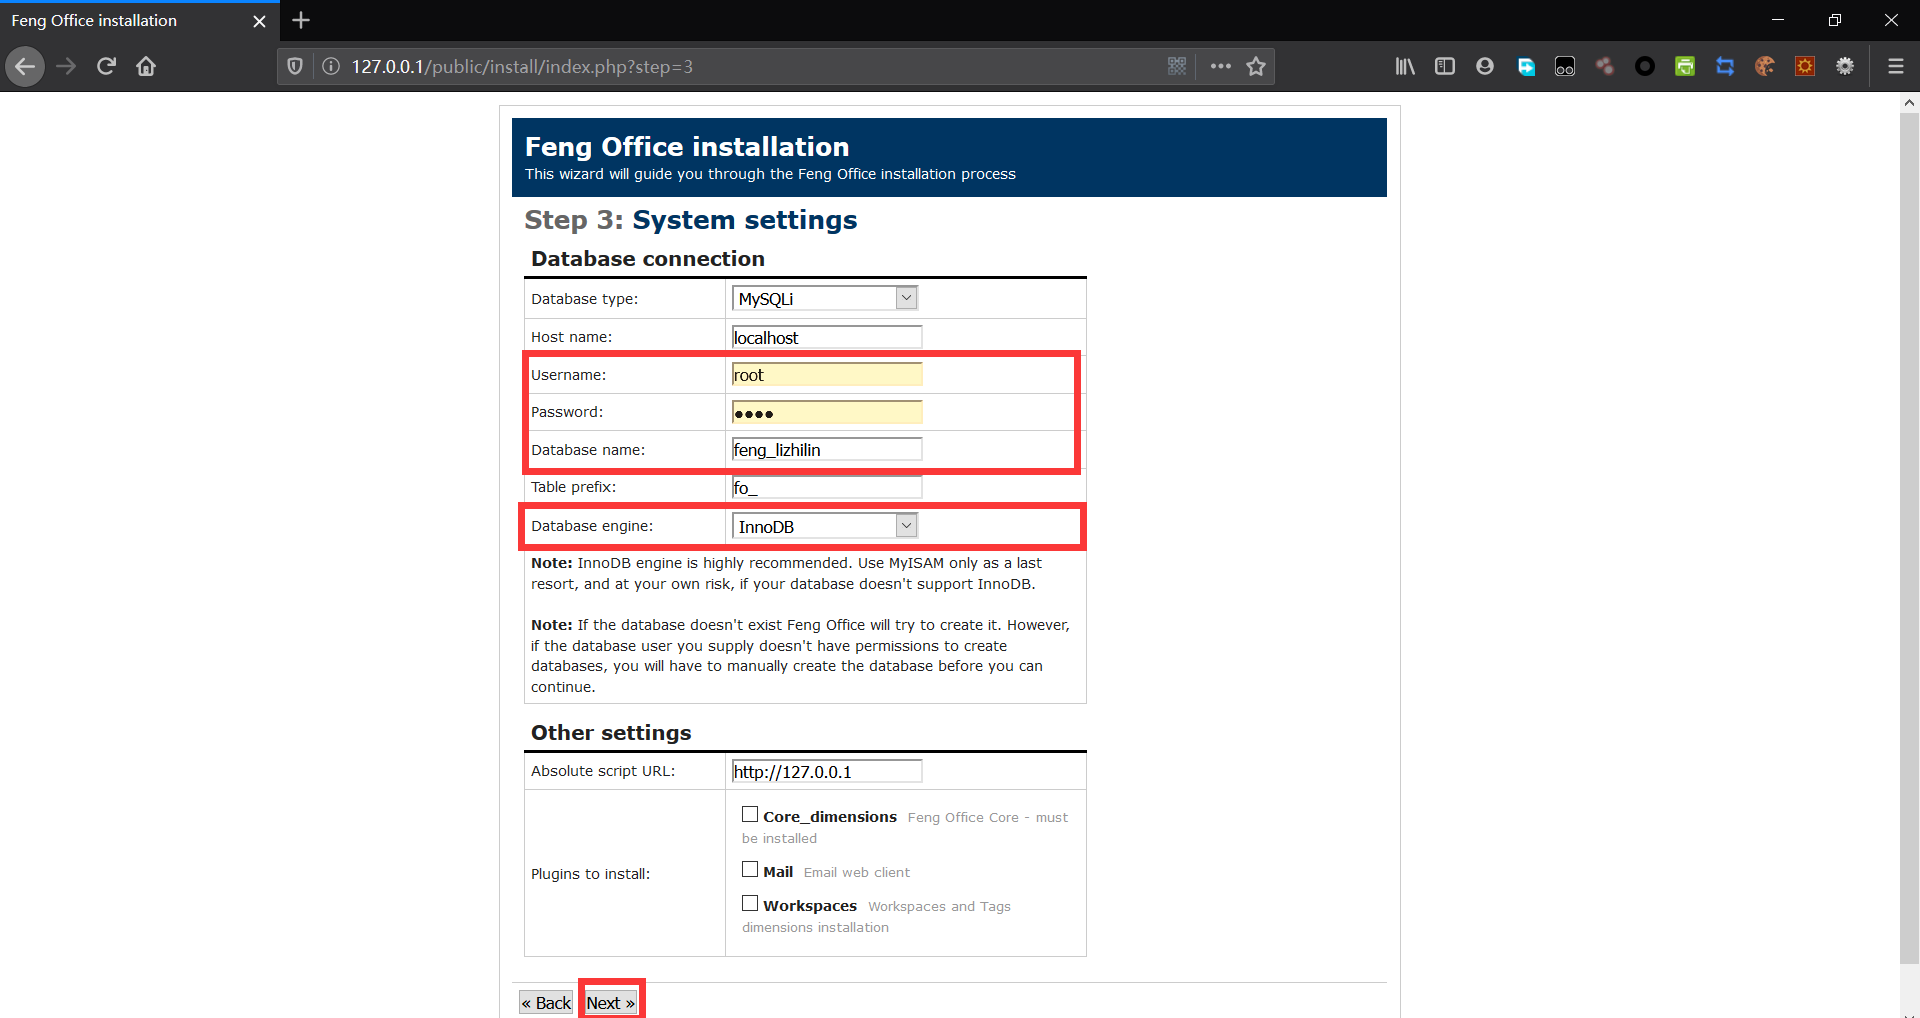 Feng Office installation
127.0.0.1/public/install/index.php?step=3
Feng Office installation
This wizard will guide you through the Feng Office installation process
Step 3: System settings
Database connection
Database type: MySQLi
Host name: localhost
Username: root
Password: ●●●●
Database name: feng_lizhilin
Table prefix: fo_
Database engine: InnoDB
Note: InnoDB engine is highly recommended. Use MyISAM only as a last
resort, and at your own risk, if your database doesn't support InnoDB.
Note: If the database doesn't exist Feng Office will try to create it. However,
if the database user you supply doesn't have permissions to create
databases, you will have to manually create the database before you can
continue.
Other settings
Absolute script URL: http://127.0.0.1
Plugins to install:
Core_dimensions Feng Office Core - must
be installed
Mail Email web client
Workspaces Workspaces and Tags
dimensions installation
« Back Next »